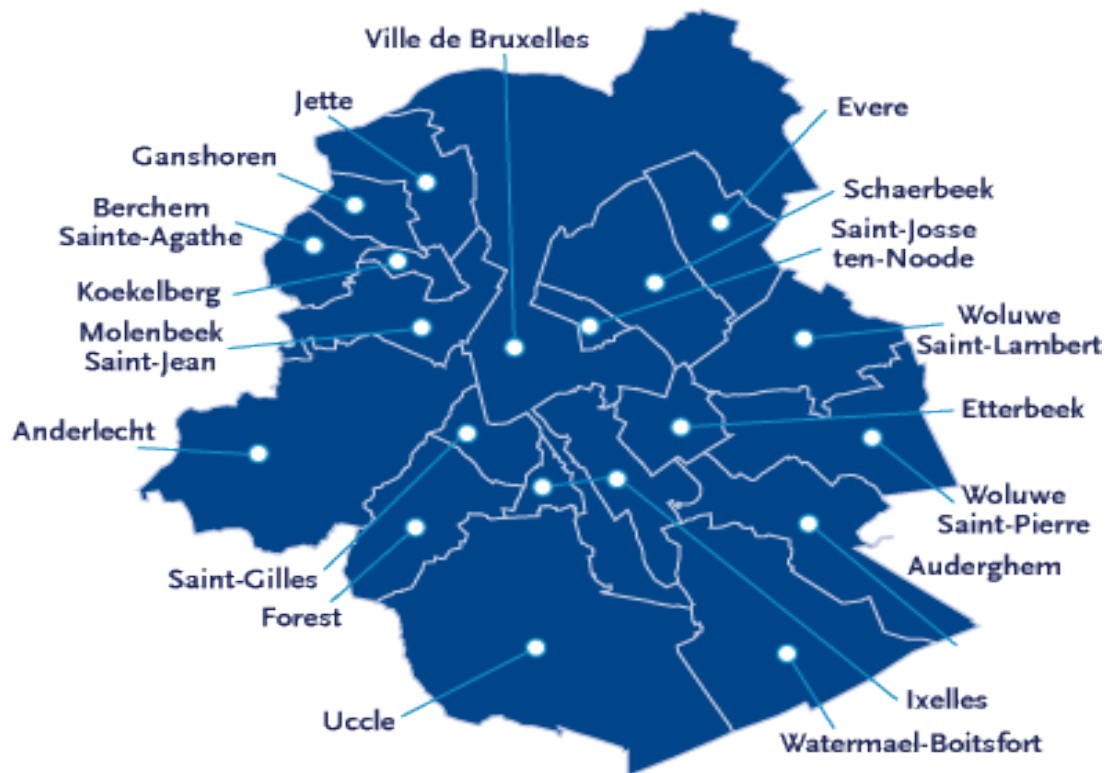 Ville de Bruxelles
Jette
Evere
Ganshoren
Schaerbeek
Berchem
Sainte-Agathe
Saint-Josse
ten-Noode
Koekelberg
Molenbeek
Saint-Jean
Woluwe
Saint-Lambert
Anderlecht
Etterbeek
Woluwe
Saint-Pierre
Saint-Gilles
Auderghem
Forest
Uccle
Ixelles
Watermael-Boitsfort